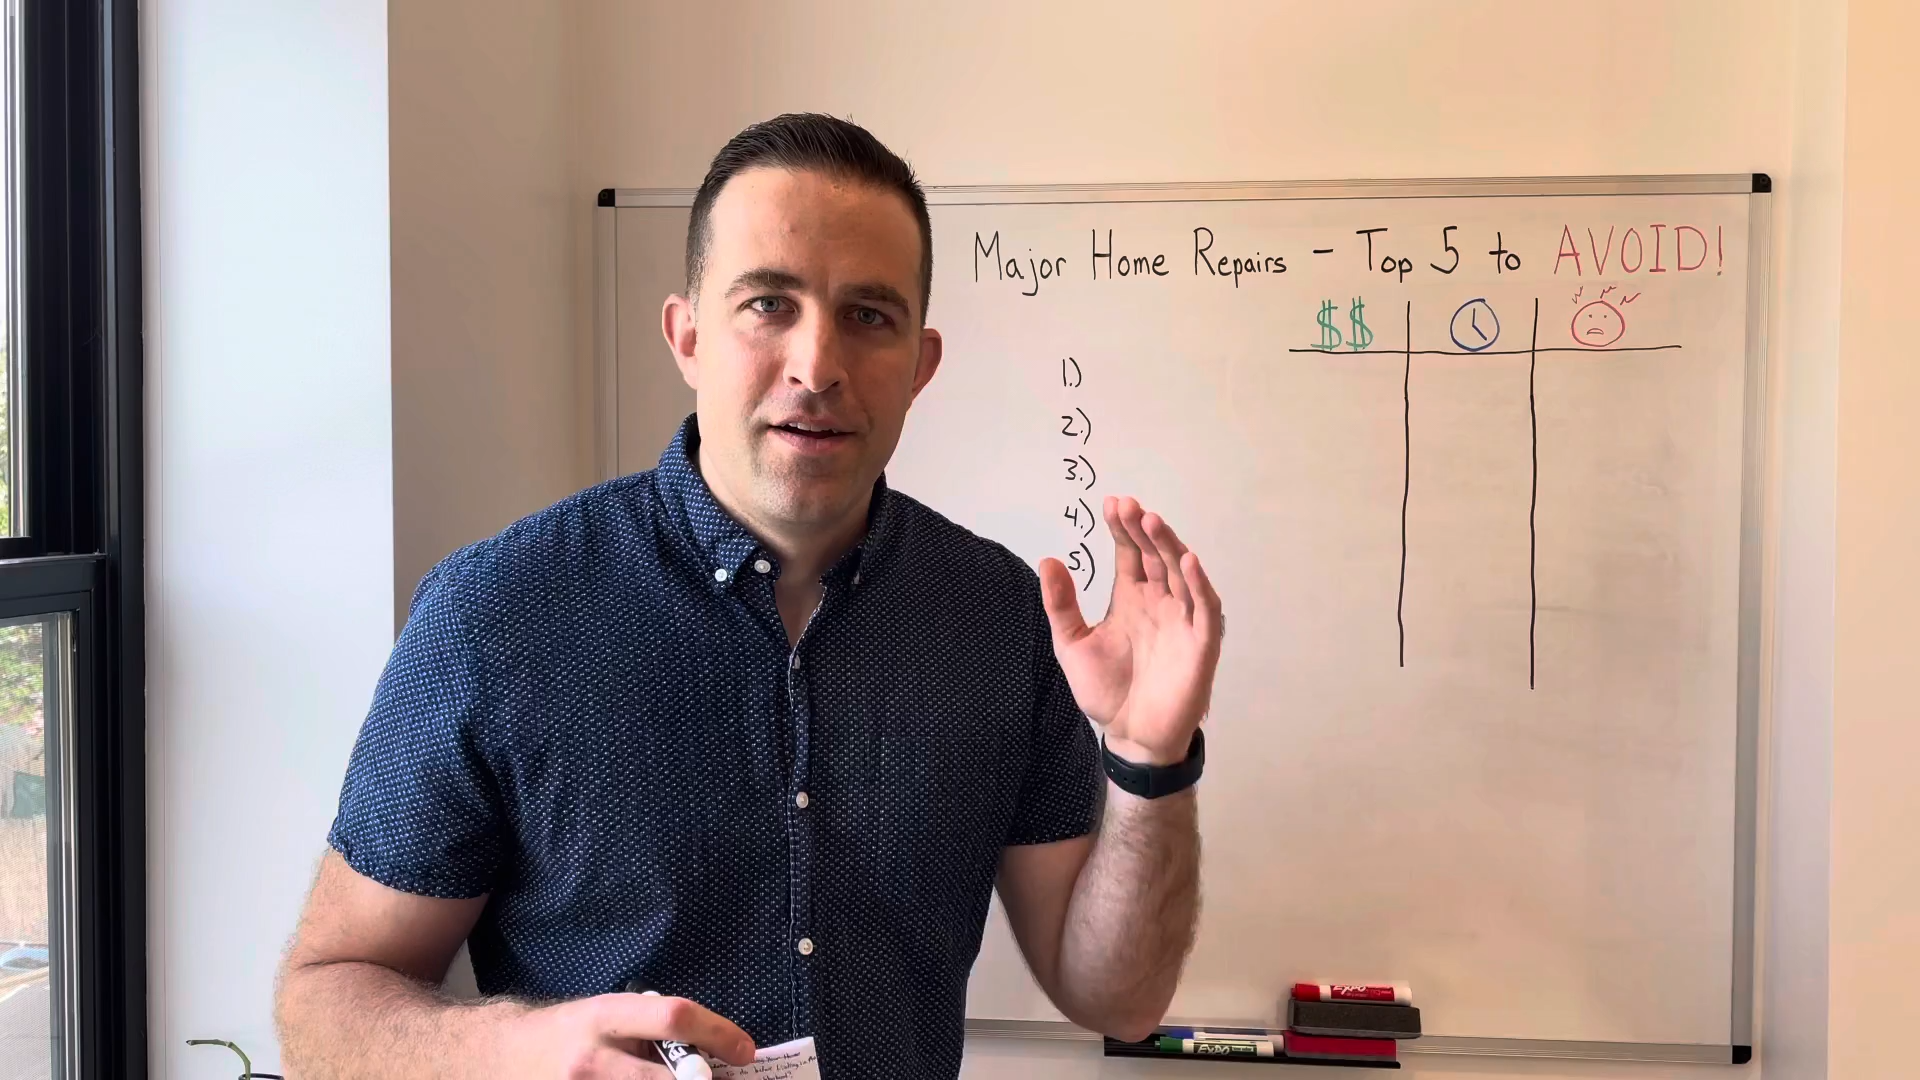 Major Home Repairs - Top 5 to AVOID!
$$
1.)
2.)
3.)
4.)
5.)
EXPO
EXPO